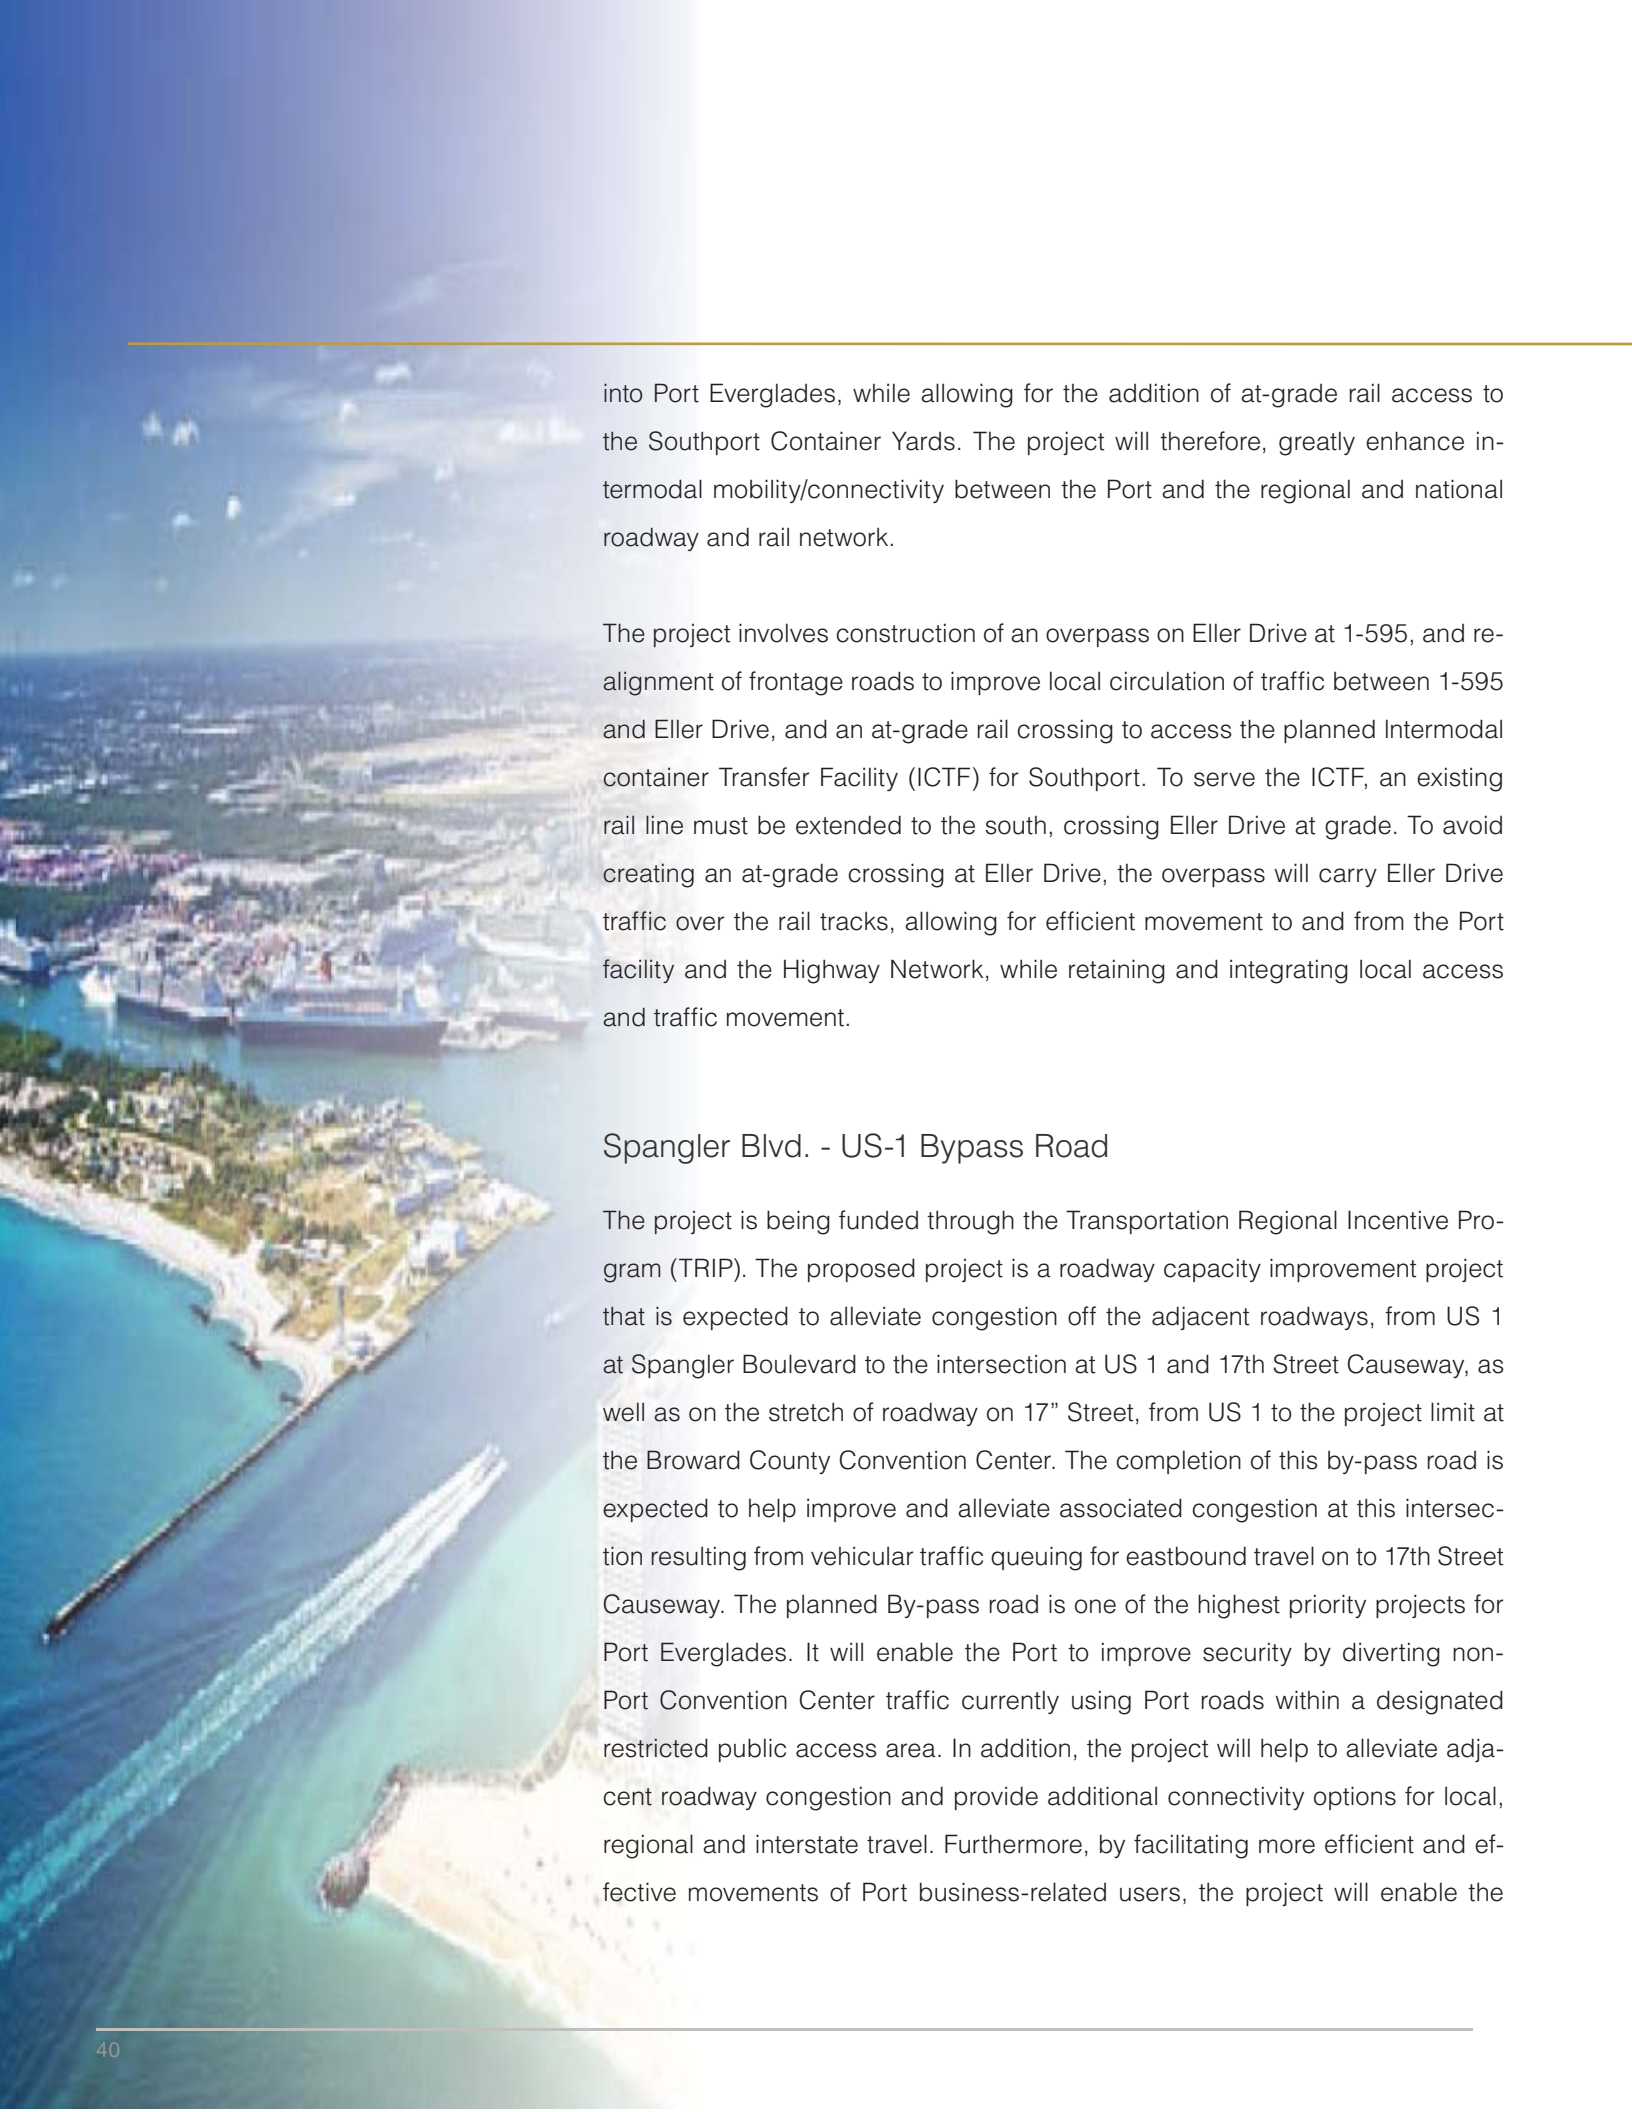 into Port Everglades, while allowing for the addition of at-grade rail access to
the Southport Container Yards. The project will therefore, greatly enhance in-
termodal mobility/connectivity between the Port and the regional and national
roadway and rail network.
The project involves construction of an overpass on Eller Drive at 1-595, and re-
alignment of frontage roads to improve local circulation of traffic between 1-595
and Eller Drive, and an at-grade rail crossing to access the planned Intermodal
container Transfer Facility (ICTF) for Southport. To serve the ICTF, an existing
rail line must be extended to the south, crossing Eller Drive at grade. To avoid
creating an at-grade crossing at Eller Drive, the overpass will carry Eller Drive
traffic over the rail tracks, allowing for efficient movement to and from the Port
facility and the Highway Network, while retaining and integrating local access
and traffic movement.
Spangler Blvd. - US-1 Bypass Road
The project is being funded through the Transportation Regional Incentive Pro-
gram (TRIP). The proposed project is a roadway capacity improvement project
that is expected to alleviate congestion off the adjacent roadways, from US 1
at Spangler Boulevard to the intersection at US 1 and 17th Street Causeway, as
well as on the stretch of roadway on 17” Street, from US 1 to the project limit at
the Broward County Convention Center. The completion of this by-pass road is
expected to help improve and alleviate associated congestion at this intersec-
tion resulting from vehicular traffic queuing for eastbound travel on to 17th Street
Causeway. The planned By-pass road is one of the highest priority projects for
Port Everglades. It will enable the Port to improve security by diverting non-
Port Convention Center traffic currently using Port roads within a designated
restricted public access area. In addition, the project will help to alleviate adja-
cent roadway congestion and provide additional connectivity options for local,
regional and interstate travel. Furthermore, by facilitating more efficient and ef-
fective movements of Port business-related users, the project will enable the
40